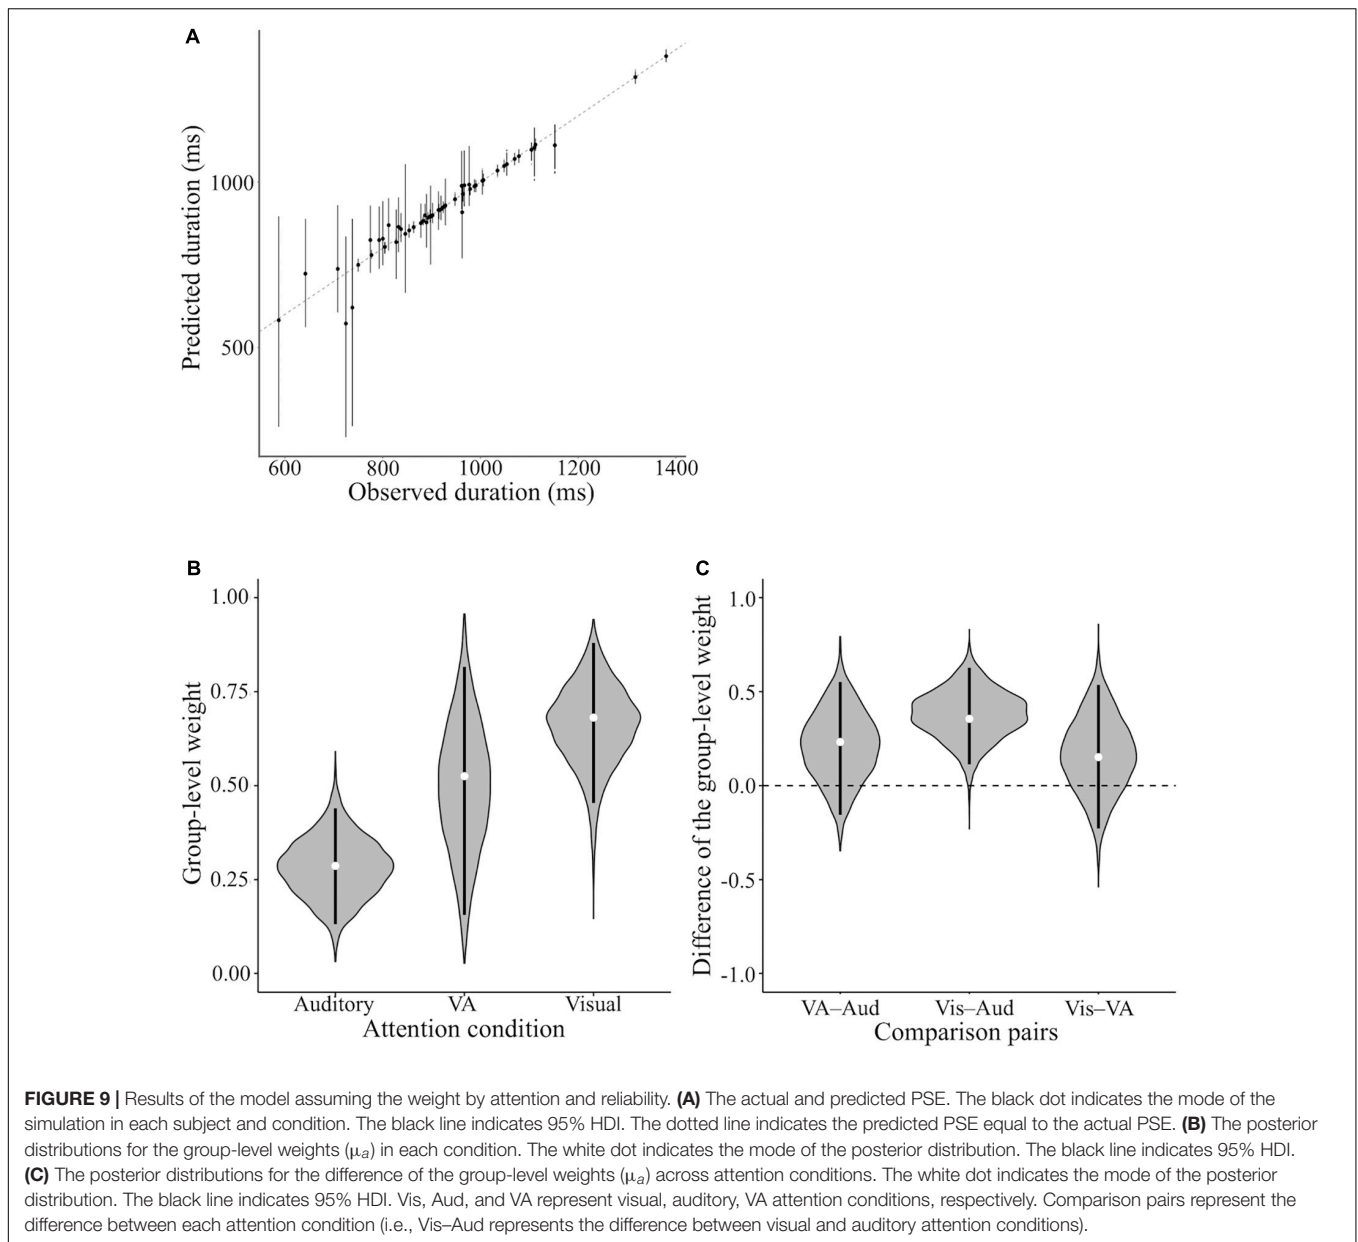 A
Predicted duration (ms)
1000
500
600 800 1000 1200 1400
Observed duration (ms)
B
Group-level weight
1.00
0.75
0.50
0.25
0.00
Auditory VA Visual
Attention condition
C
Difference of the group-level weight
1.0
0.5
0.0
-0.5
-1.0
VA–Aud Vis–Aud Vis–VA
Comparison pairs
FIGURE 9 | Results of the model assuming the weight by attention and reliability. (A) The actual and predicted PSE. The black dot indicates the mode of the
simulation in each subject and condition. The black line indicates 95% HDI. The dotted line indicates the predicted PSE equal to the actual PSE. (B) The posterior
distributions for the group-level weights (μa) in each condition. The white dot indicates the mode of the posterior distribution. The black line indicates 95% HDI.
(C) The posterior distributions for the difference of the group-level weights (μa) across attention conditions. The white dot indicates the mode of the posterior
distribution. The black line indicates 95% HDI. Vis, Aud, and VA represent visual, auditory, VA attention conditions, respectively. Comparison pairs represent the
difference between each attention condition (i.e., Vis–Aud represents the difference between visual and auditory attention conditions).